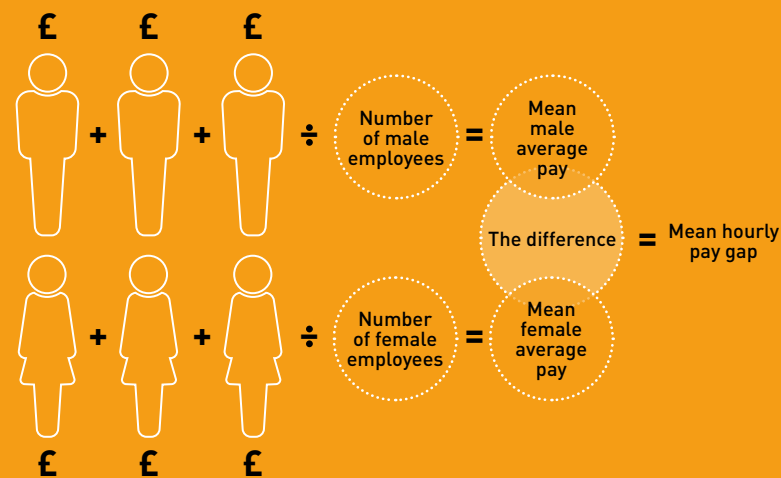 £ £ £
+ + ÷ Number of male employees = Mean male average pay
The difference = Mean hourly pay gap
+ + ÷ Number of female employees = Mean female average pay
£ £ £